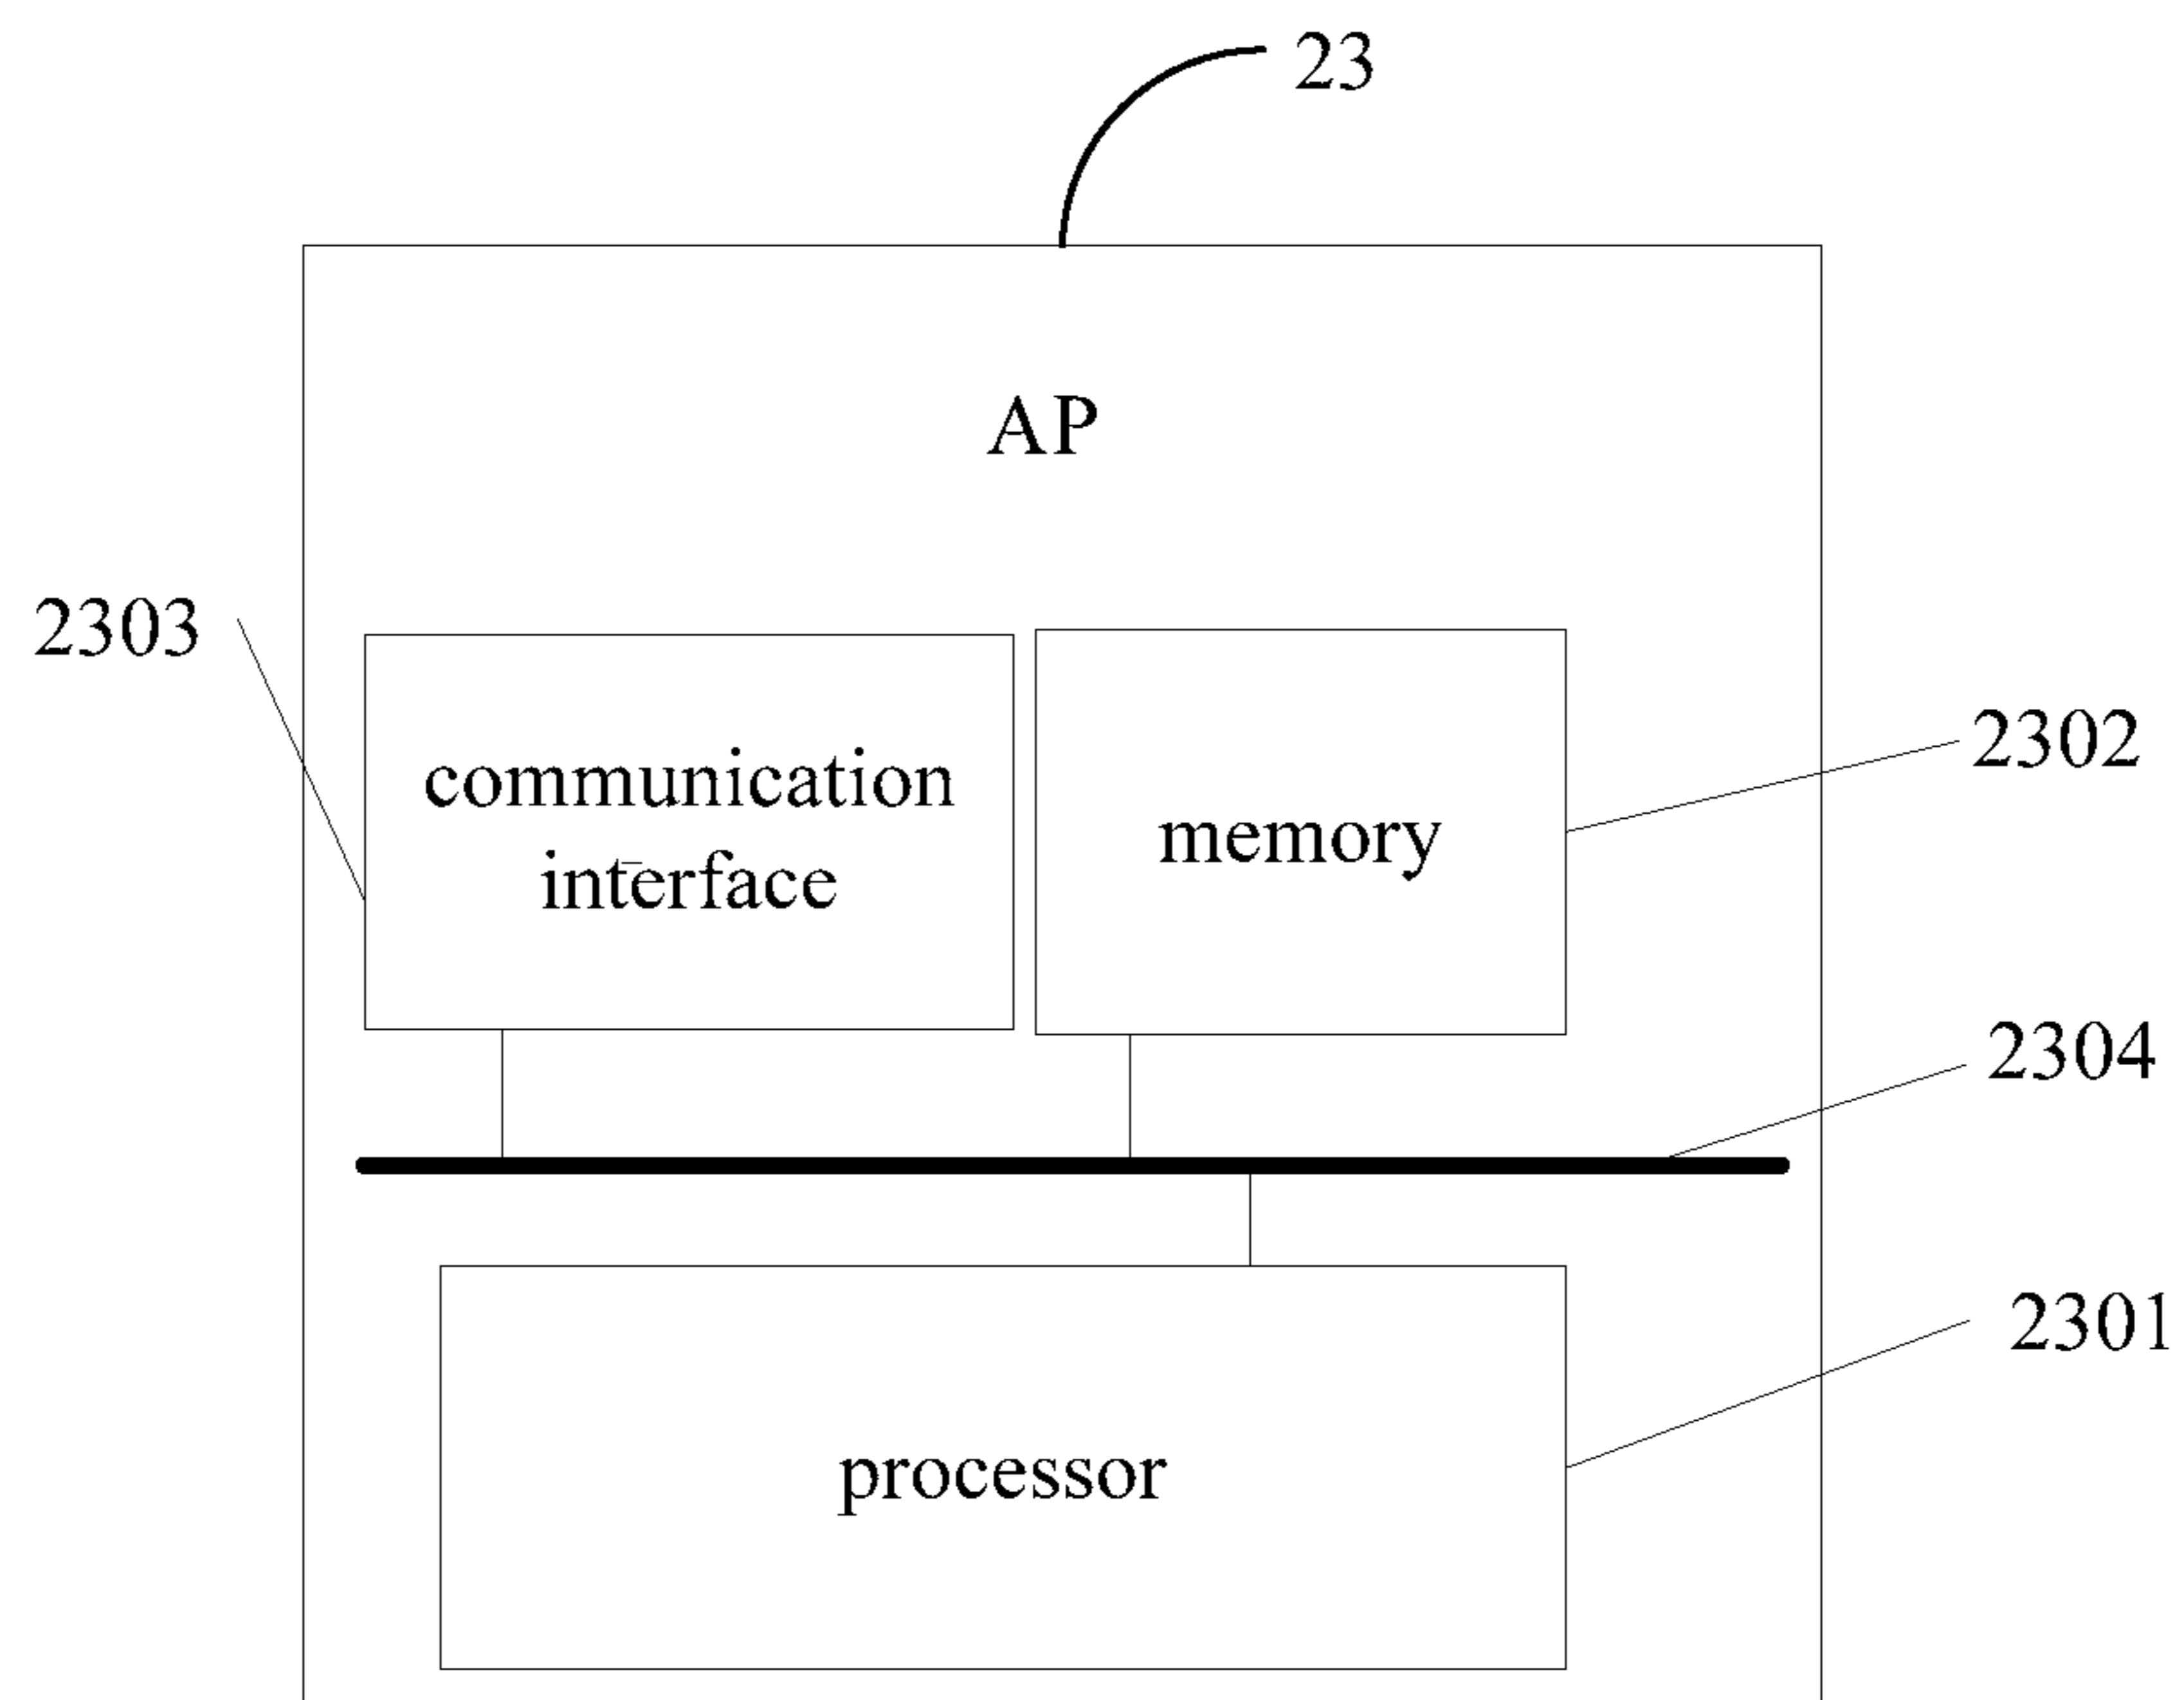 23
AP
2303
communication
interface
memory
2302
2304
2301
processor